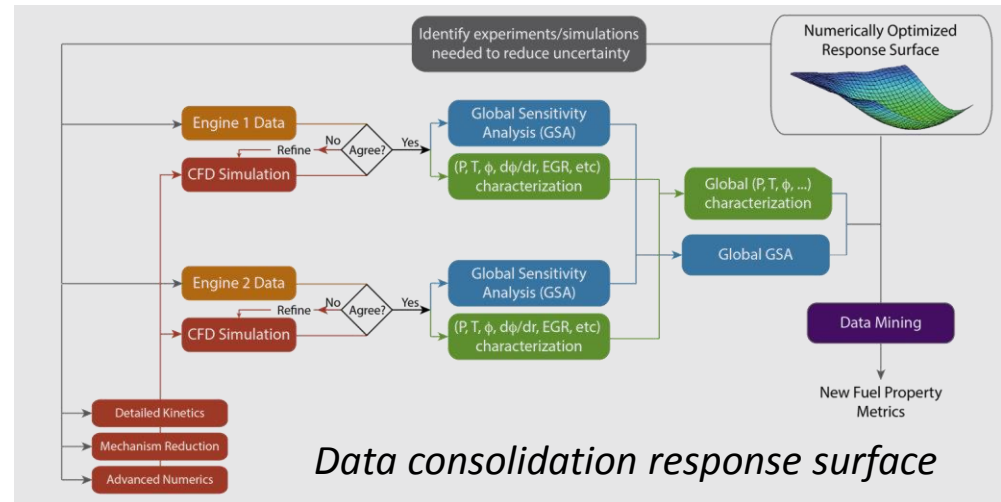 Identify experiments/simulations
needed to reduce uncertainty
Numerically Optimized
Response Surface
Engine 1 Data
No
Refine
Agree?
Yes
CFD Simulation
Global Sensitivity
Analysis (GSA)
(P, T, ϕ, dϕ/dr, EGR, etc)
characterization
Global (P, T, ϕ, ...)
characterization
Global GSA
Engine 2 Data
No
Refine
Agree?
Yes
CFD Simulation
Global Sensitivity
Analysis (GSA)
(P, T, ϕ, dϕ/dr, EGR, etc)
characterization
Data Mining
New Fuel Property
Metrics
Detailed Kinetics
Mechanism Reduction
Advanced Numerics
Data consolidation response surface